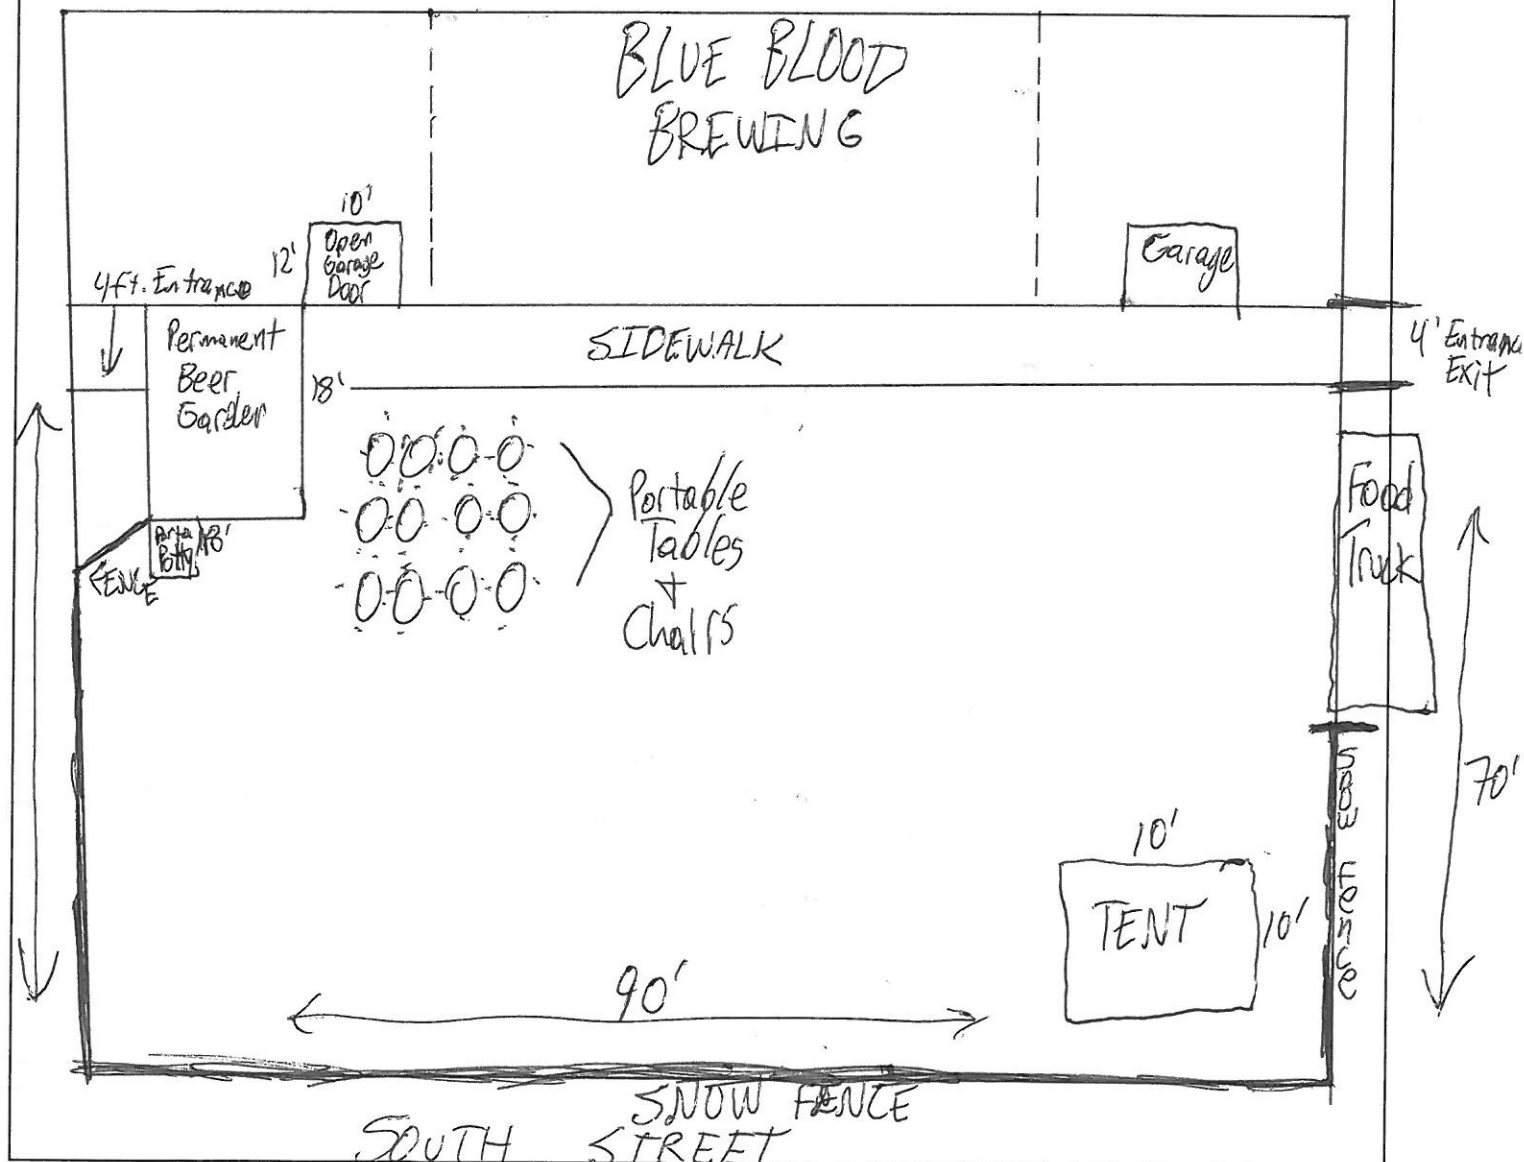 BLUE BLOOD
BREWING
10'
12'
Open
Garage
Door
Garage
4ft. Entrance
Permanent
Beer
Garden
SIDEWALK
4' Entrance
EXIT
18'
Portable
Tables
+
Chairs
Food
Truck
Porta
Potty
FENCE
70'
Snow Fence
10'
TENT
10'
90'
SNOW FENCE
SOUTH STREET